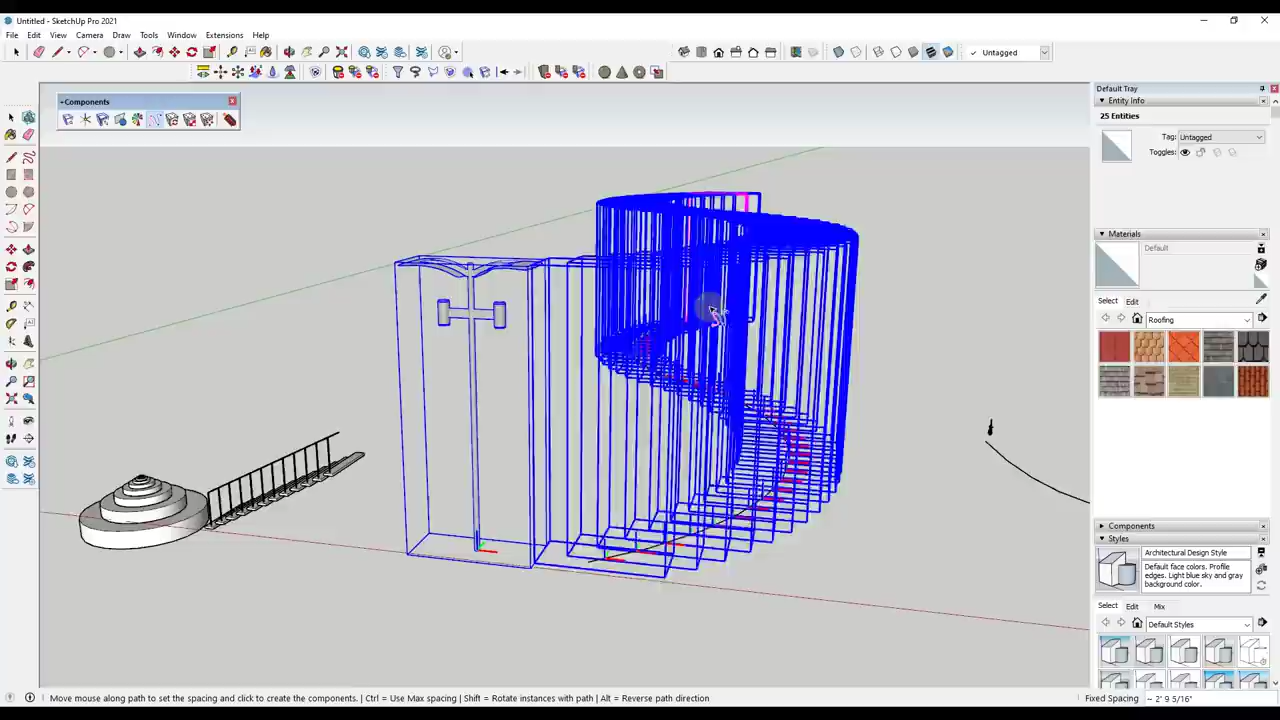 Untitled - SketchUp Pro 2021
File Edit View Camera Draw Tools Window Extensions Help
Untagged
Default Tray
+Components
Entity Info
25 Entities
Tag: Untagged
Toggles:
Materials
Default
Select Edit
Roofing
Components
Styles
Architectural Design Style
Default face colors. Profile
edges. Light blue sky and gray
background color.
Select Edit Mix
Default Styles
Move mouse along path to set the spacing and click to create the components. | Ctrl = Use Max spacing | Shift = Rotate instances with path | Alt = Reverse path direction
Fixed Spacing ~ 2' 9 5/16"